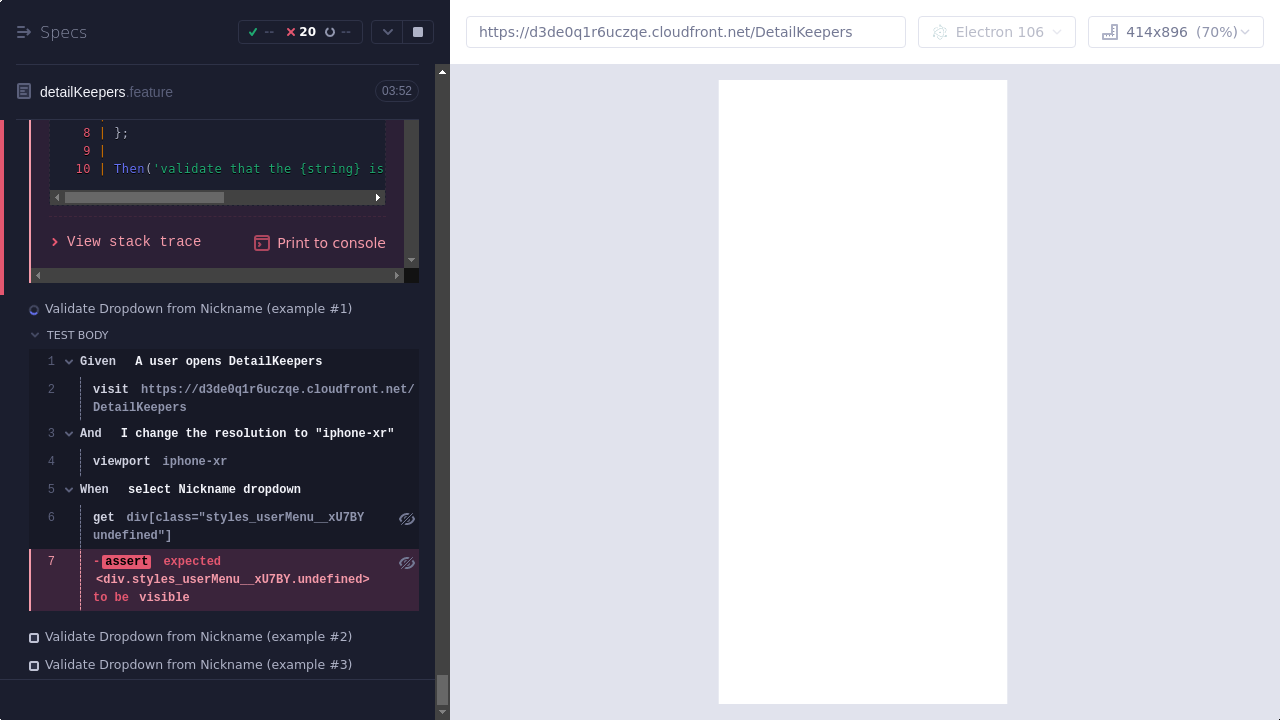 Specs
-- 20 --
https://d3de0q1r6uczqe.cloudfront.net/DetailKeepers
Electron 106
414x896 (70%)
detailKeepers.feature
03:52
8 | };
9 |
10 | Then('validate that the {string} is
View stack trace
Print to console
Validate Dropdown from Nickname (example #1)
TEST BODY
1 Given A user opens DetailKeepers
2 visit https://d3de0q1r6uczqe.cloudfront.net/
DetailKeepers
3 And I change the resolution to "iphone-xr"
4 viewport iphone-xr
5 When select Nickname dropdown
6 get div[class="styles_userMenu__xU7BY
undefined"]
7 -assert expected
<div.styles_userMenu__xU7BY.undefined>
to be visible
Validate Dropdown from Nickname (example #2)
Validate Dropdown from Nickname (example #3)